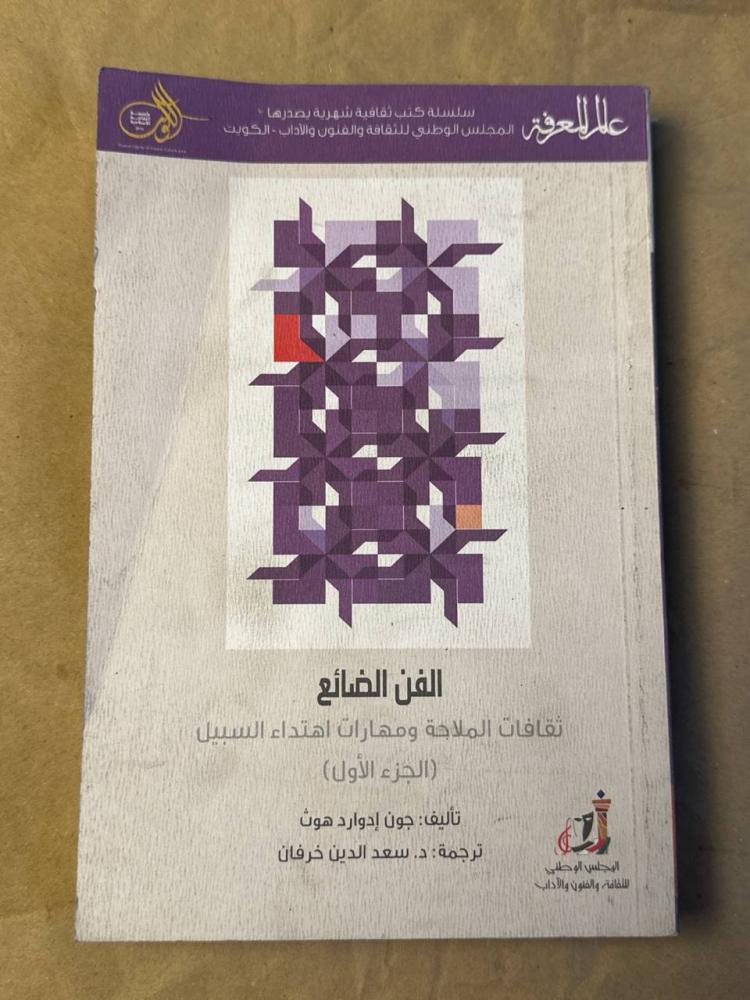 عالم المعرفة
سلسلة كتب ثقافية شهرية يصدرها
المجلس الوطني للثقافة والفنون والآداب - الكويت
الكويت
الفن الضائع
ثقافات الملاحة ومهارات اهتداء السبيل
(الجزء الأول)
تأليف: جون إدوارد هوث
ترجمة: د. سعد الدين خرفان
المجلس الوطني
للثقافة والفنون والآداب